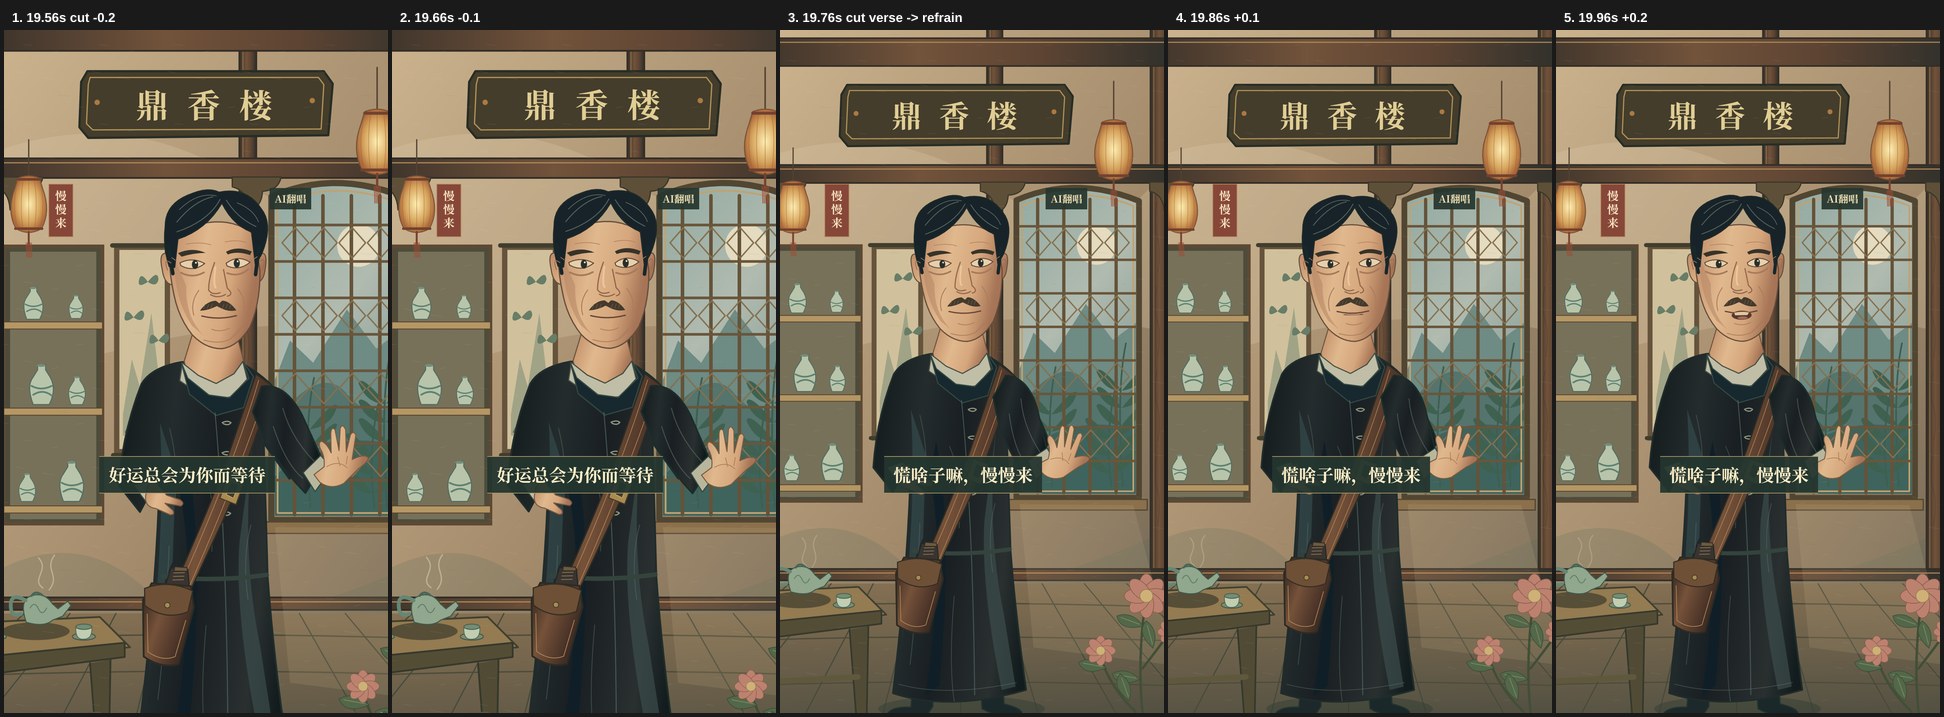 1. 19.56s cut -0.2
鼎香楼
慢慢来
AI翻唱
好运总会为你而等待
2. 19.66s -0.1
鼎香楼
慢慢来
AI翻唱
好运总会为你而等待
3. 19.76s cut verse -> refrain
鼎香楼
慢慢来
AI翻唱
慌啥子嘛，慢慢来
4. 19.86s +0.1
鼎香楼
慢慢来
AI翻唱
慌啥子嘛，慢慢来
5. 19.96s +0.2
鼎香楼
慢慢来
AI翻唱
慌啥子嘛，慢慢来